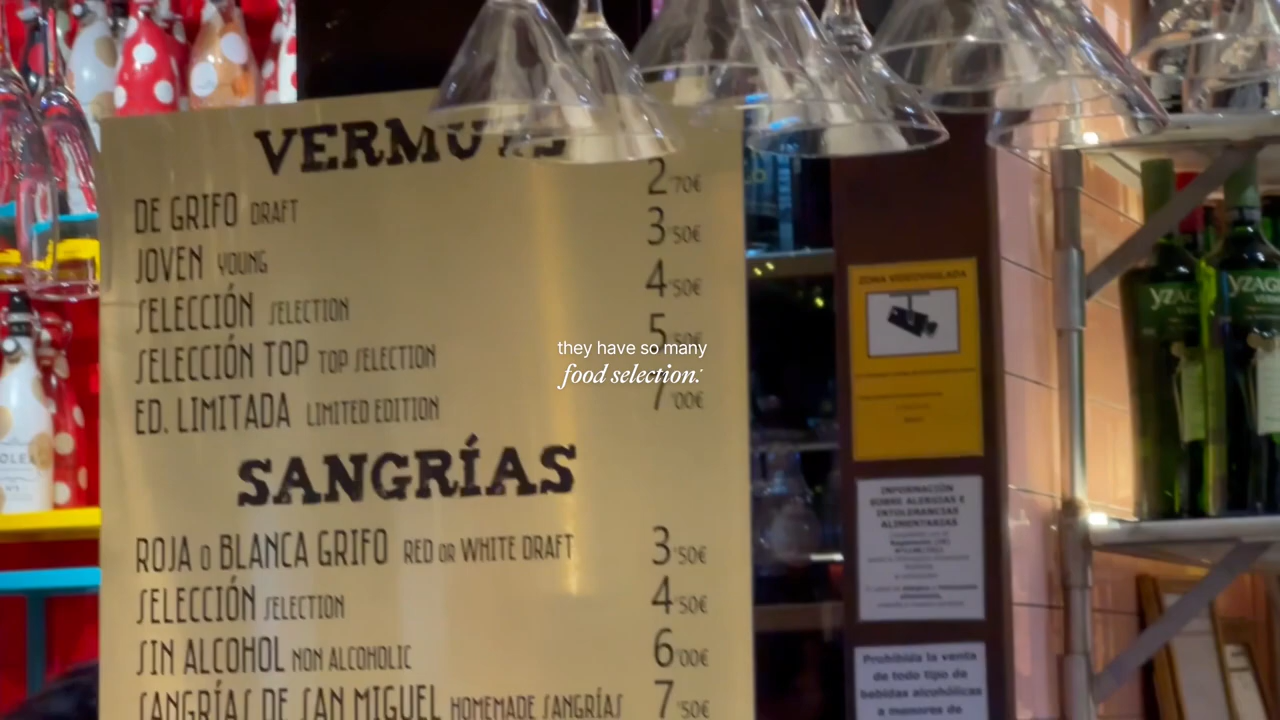 DE GRIFO DRAFT 2'70€
JOVEN YOUNG 3'50€
SELECCIÓN SELECTION 4'50€
SELECCIÓN TOP TOP SELECTION 5
ED. LIMITADA LIMITED EDITION 7'00€
they have so many
food selection.
SANGRÍAS
ROJA o BLANCA GRIFO RED OR WHITE DRAFT 3'50€
SELECCIÓN SELECTION 4'50€
SIN ALCOHOL NON ALCOHOLIC 6'00€
SANGRÍAS DE SAN MIGUEL HOMEMADE SANGRÍAS 7'50€
ZONA VIDEOVIGILADA
INFORMACIÓN
SOBRE ALERGIAS E
INTOLERANCIAS
ALIMENTARIAS
Prohibida la venta
de todo tipo de
bebidas alcohólicas
a menores de